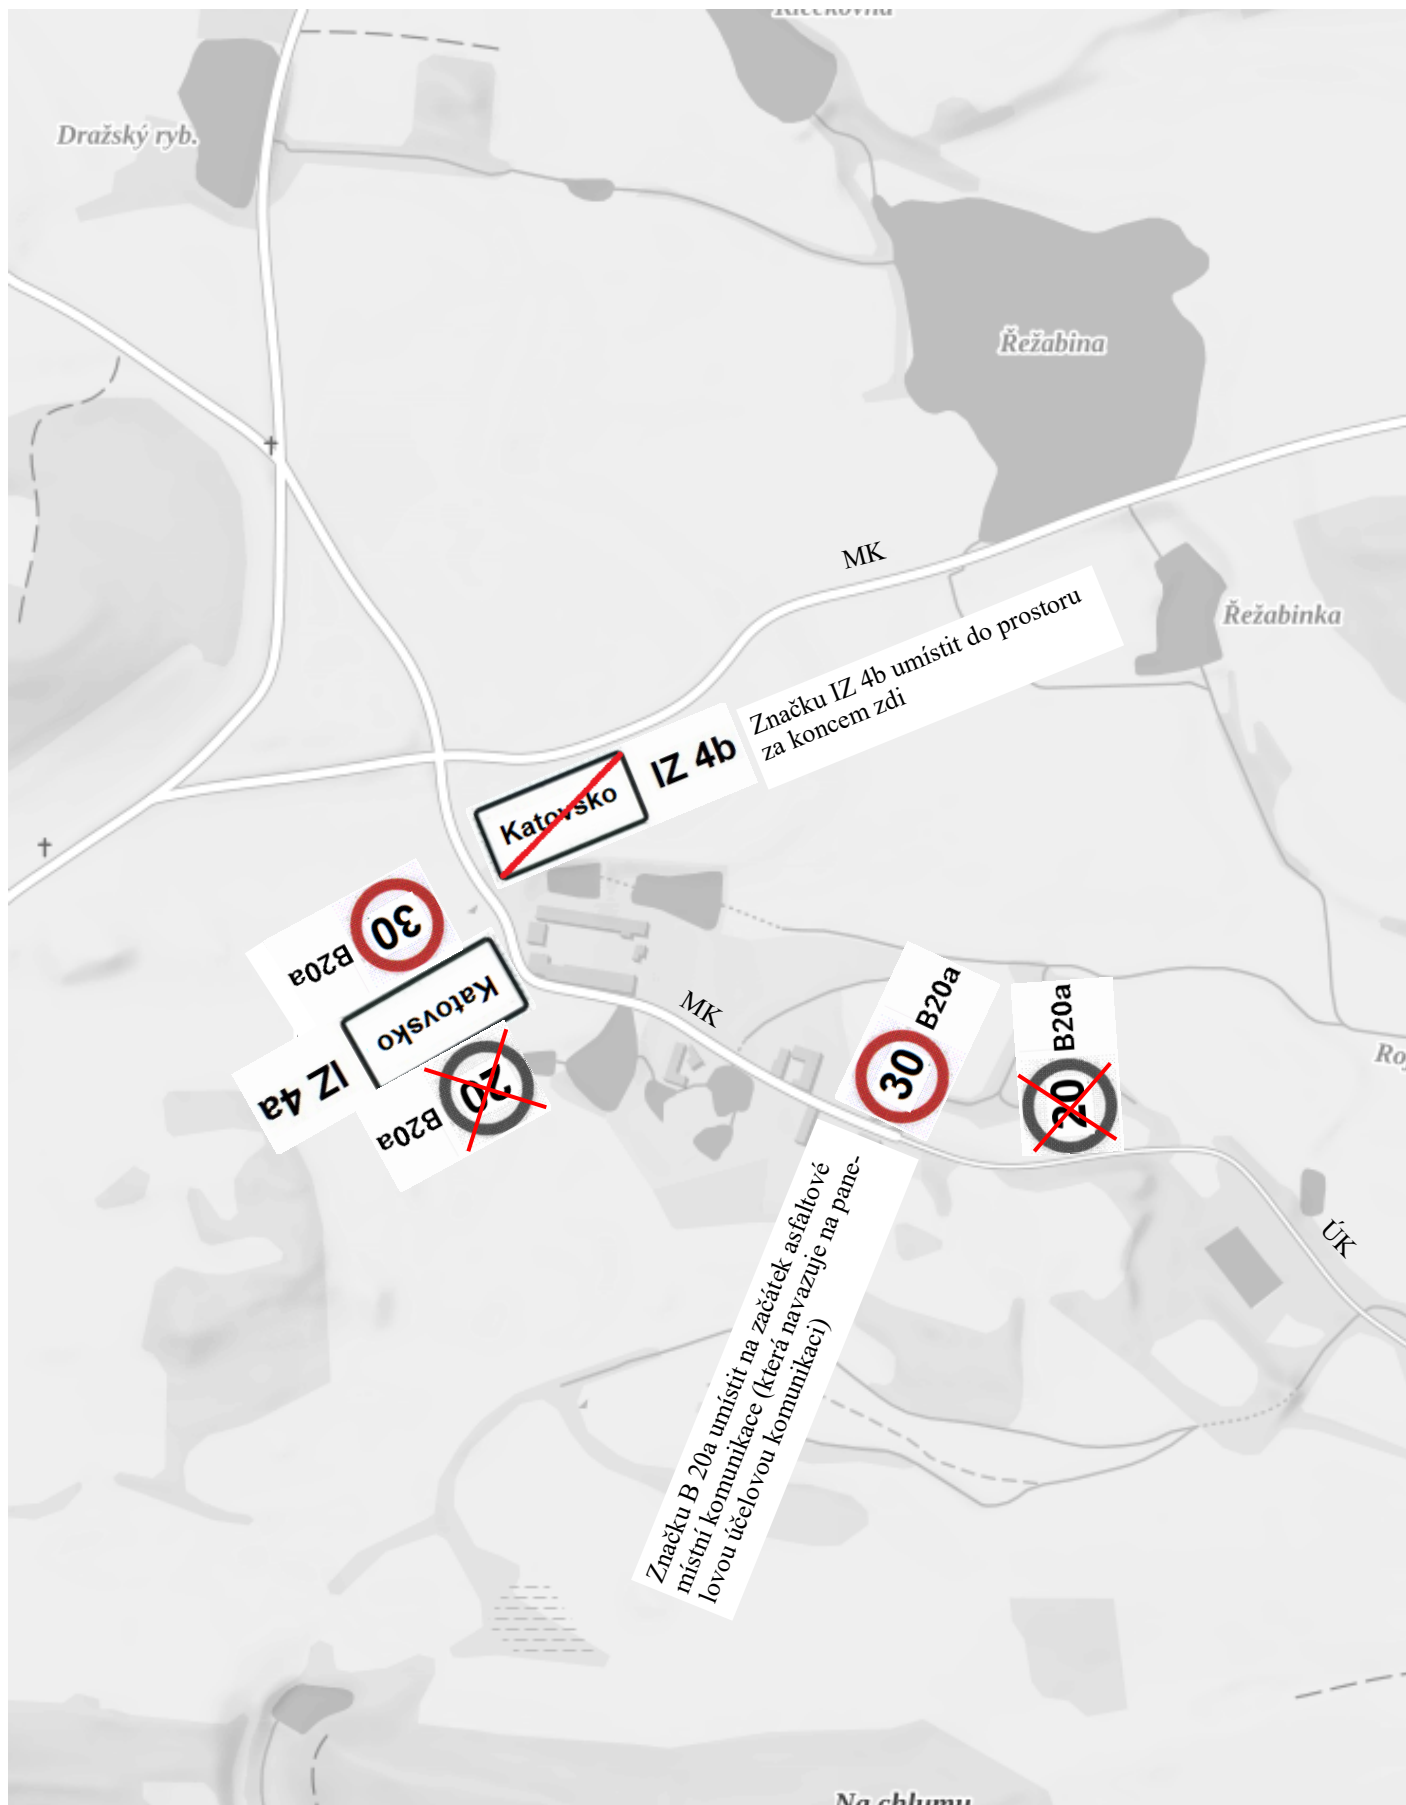 Dražský ryb.
Řežabina
MK
Řežabinka
Značku IZ 4b umístit do prostoru
za koncem zdi
IZ 4b
Katovsko
30
B20a
Katovsko
IZ 4a
20
B20a
MK
B20a
30
B20a
20
ÚK
Značku B 20a umístit na začátek asfaltové
místní komunikace (která navazuje na pane-
lovou účelovou komunikaci)
Na chlumu